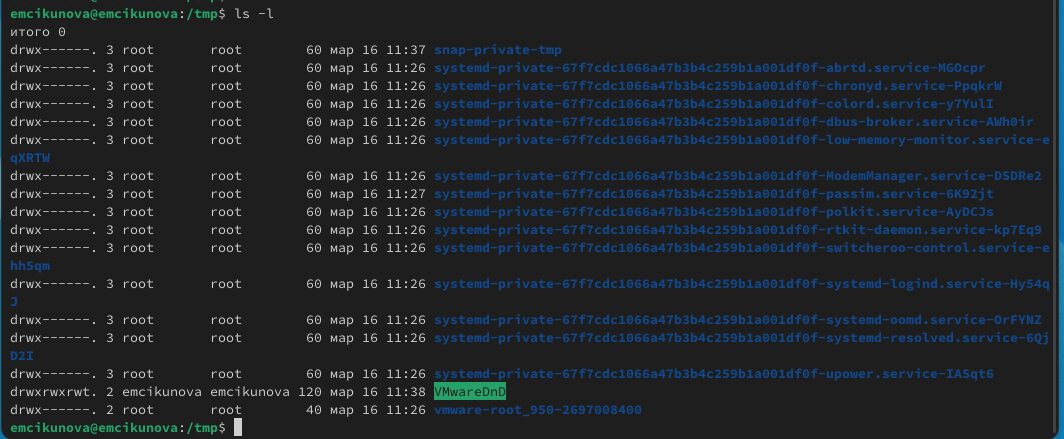 emcikunova@emcikunova:/tmp$ ls -l
итого 0
drwx------. 3 root       root        60 мар 16 11:37 snap-private-tmp
drwx------. 3 root       root        60 мар 16 11:26 systemd-private-67f7cdc1066a47b3b4c259b1a001df0f-abrtd.service-MGOcpr
drwx------. 3 root       root        60 мар 16 11:26 systemd-private-67f7cdc1066a47b3b4c259b1a001df0f-chronyd.service-PpqkrW
drwx------. 3 root       root        60 мар 16 11:26 systemd-private-67f7cdc1066a47b3b4c259b1a001df0f-colord.service-y7YulI
drwx------. 3 root       root        60 мар 16 11:26 systemd-private-67f7cdc1066a47b3b4c259b1a001df0f-dbus-broker.service-AWh0ir
drwx------. 3 root       root        60 мар 16 11:26 systemd-private-67f7cdc1066a47b3b4c259b1a001df0f-low-memory-monitor.service-e
qXRTW
drwx------. 3 root       root        60 мар 16 11:26 systemd-private-67f7cdc1066a47b3b4c259b1a001df0f-ModemManager.service-DSDRe2
drwx------. 3 root       root        60 мар 16 11:27 systemd-private-67f7cdc1066a47b3b4c259b1a001df0f-passim.service-6K92jt
drwx------. 3 root       root        60 мар 16 11:26 systemd-private-67f7cdc1066a47b3b4c259b1a001df0f-polkit.service-AyDCJs
drwx------. 3 root       root        60 мар 16 11:26 systemd-private-67f7cdc1066a47b3b4c259b1a001df0f-rtkit-daemon.service-kp7Eq9
drwx------. 3 root       root        60 мар 16 11:26 systemd-private-67f7cdc1066a47b3b4c259b1a001df0f-switcheroo-control.service-e
hh5qm
drwx------. 3 root       root        60 мар 16 11:26 systemd-private-67f7cdc1066a47b3b4c259b1a001df0f-systemd-logind.service-Hy54q
J
drwx------. 3 root       root        60 мар 16 11:26 systemd-private-67f7cdc1066a47b3b4c259b1a001df0f-systemd-oomd.service-OrFYNZ
drwx------. 3 root       root        60 мар 16 11:26 systemd-private-67f7cdc1066a47b3b4c259b1a001df0f-systemd-resolved.service-6Qj
D2I
drwx------. 3 root       root        60 мар 16 11:26 systemd-private-67f7cdc1066a47b3b4c259b1a001df0f-upower.service-IASqt6
drwxrwxrwt. 2 emcikunova emcikunova 120 мар 16 11:38 VMwareDnD
drwx------. 2 root       root        40 мар 16 11:26 vmware-root_950-2697008400
emcikunova@emcikunova:/tmp$